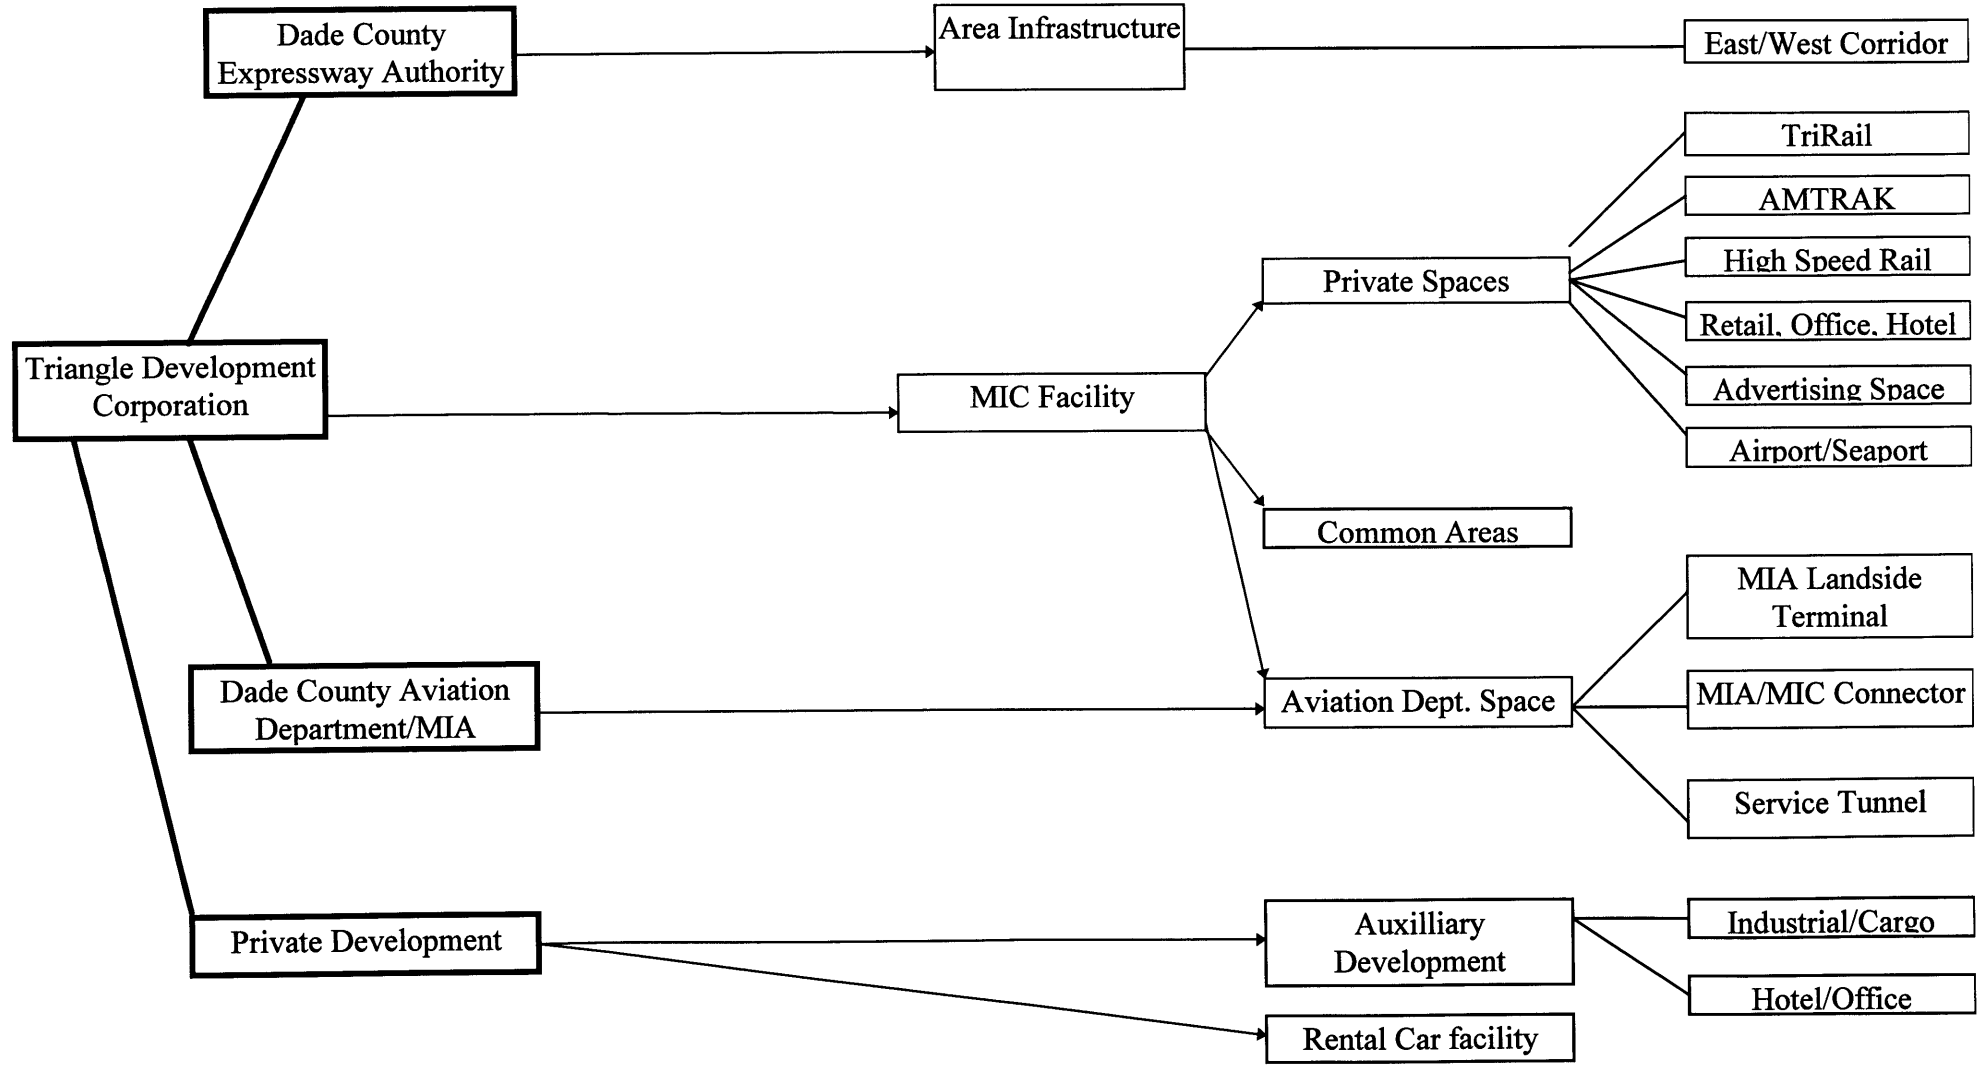 Dade County
Expressway Authority
Area Infrastructure
East/West Corridor
TriRail
AMTRAK
High Speed Rail
Private Spaces
Retail, Office, Hotel
Triangle Development
Corporation
MIC Facility
Advertising Space
Airport/Seaport
Common Areas
MIA Landside
Terminal
Dade County Aviation
Department/MIA
Aviation Dept. Space
MIA/MIC Connector
Service Tunnel
Private Development
Auxilliary
Development
Industrial/Cargo
Hotel/Office
Rental Car facility